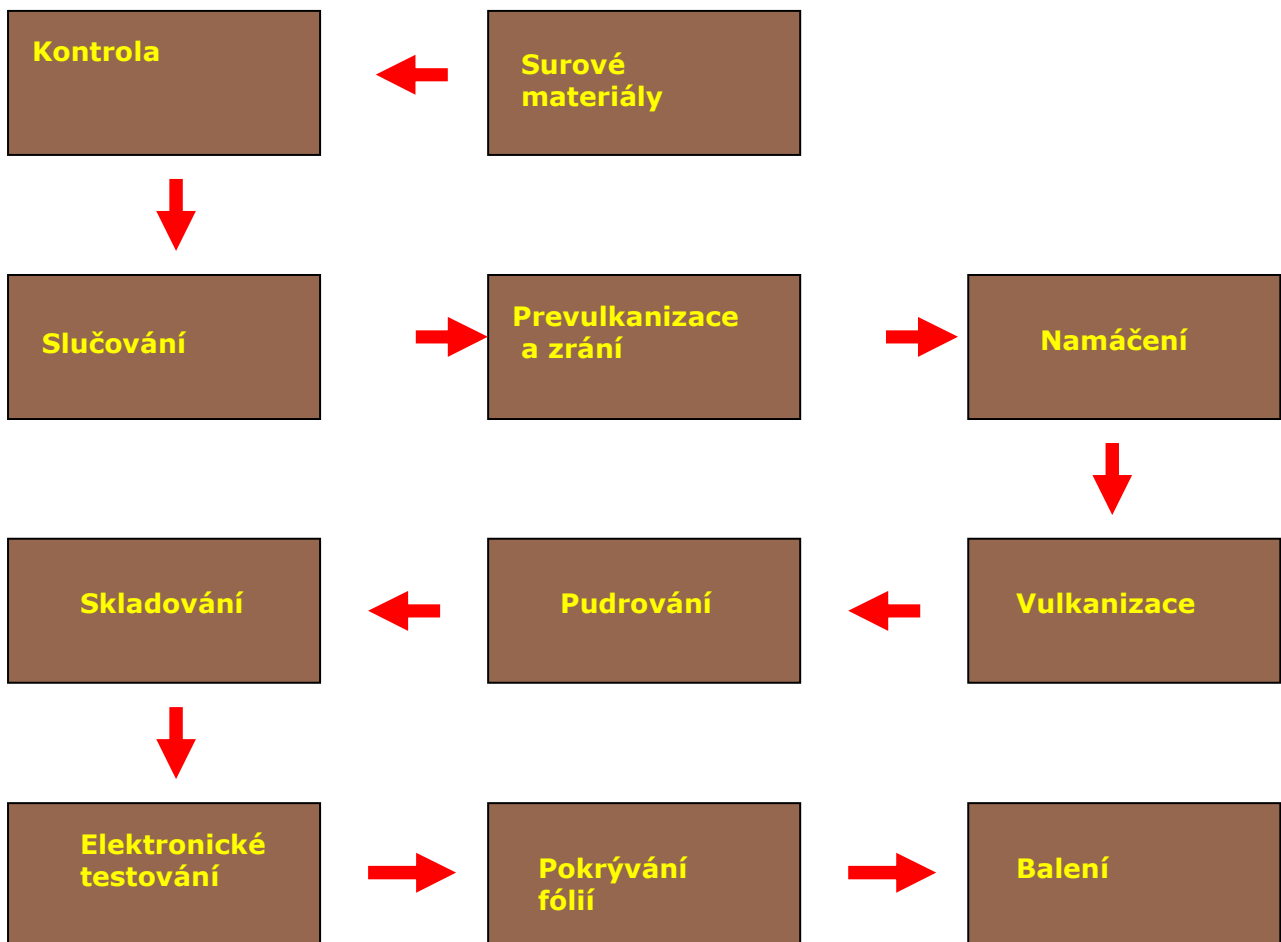 Kontrola
Surové
materiály
Slučování
Prevulkanizace
a zrání
Namáčení
Skladování
Pudrování
Vulkanizace
Elektronické
testování
Pokrývání
fólií
Balení